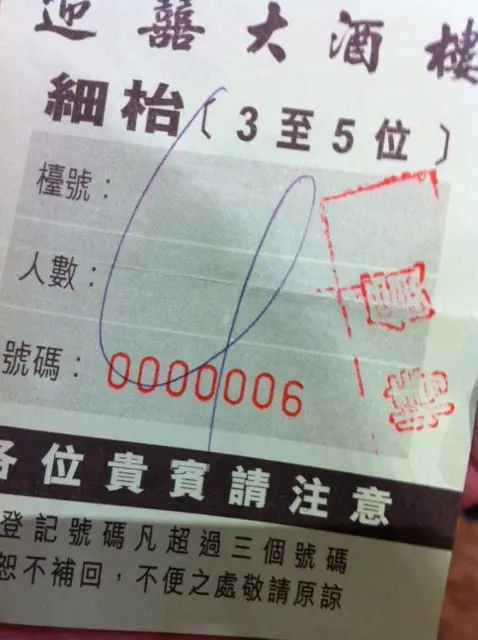 迎囍大酒樓
細枱〔3至5位〕
檯號：
人數：
號碼：0000006
各位貴賓請注意
登記號碼凡超過三個號碼
恕不補回，不便之處敬請原諒